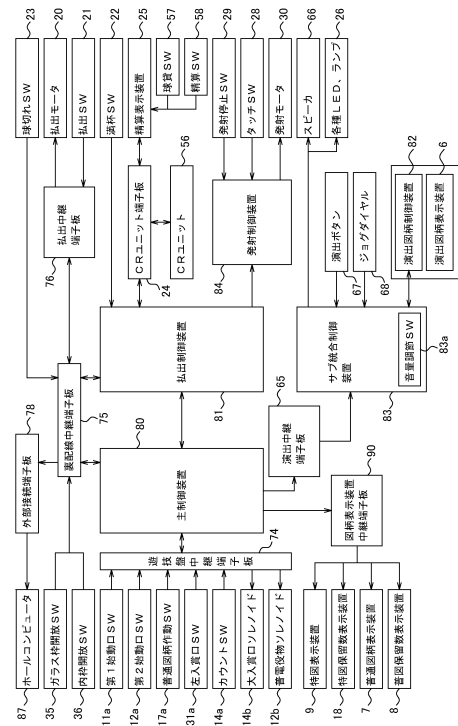 ホールコンピュータ
87
ガラス枠開放SW
35
内枠開放SW
36
外部接続端子板
78
裏配線中継端子板
75
払出中継
端子板
76
球切れSW
23
払出モータ
20
払出SW
21
満杯SW
22
精算表示装置
25
球貸SW
57
精算SW
58
CRユニット端子板
24
CRユニット
56
発射停止SW
29
タッチSW
28
発射モータ
30
発射制御装置
84
払出制御装置
81
主制御装置
80
遊技盤中継端子板
74
第1始動口SW
11a
第2始動口SW
12a
普通図柄作動SW
17a
左入賞口SW
31a
カウントSW
14a
大入賞口ソレノイド
14b
普電役物ソレノイド
12b
特図表示装置
9
特図保留数表示装置
18
普通図柄表示装置
7
普図保留数表示装置
8
図柄表示装置
中継端子板
90
演出中継
端子板
65
サブ統合制御
装置
83
音量調節SW
83a
演出ボタン
67
ジョグダイヤル
68
スピーカ
66
各種LED、ランプ
26
演出図柄制御装置
82
演出図柄表示装置
6